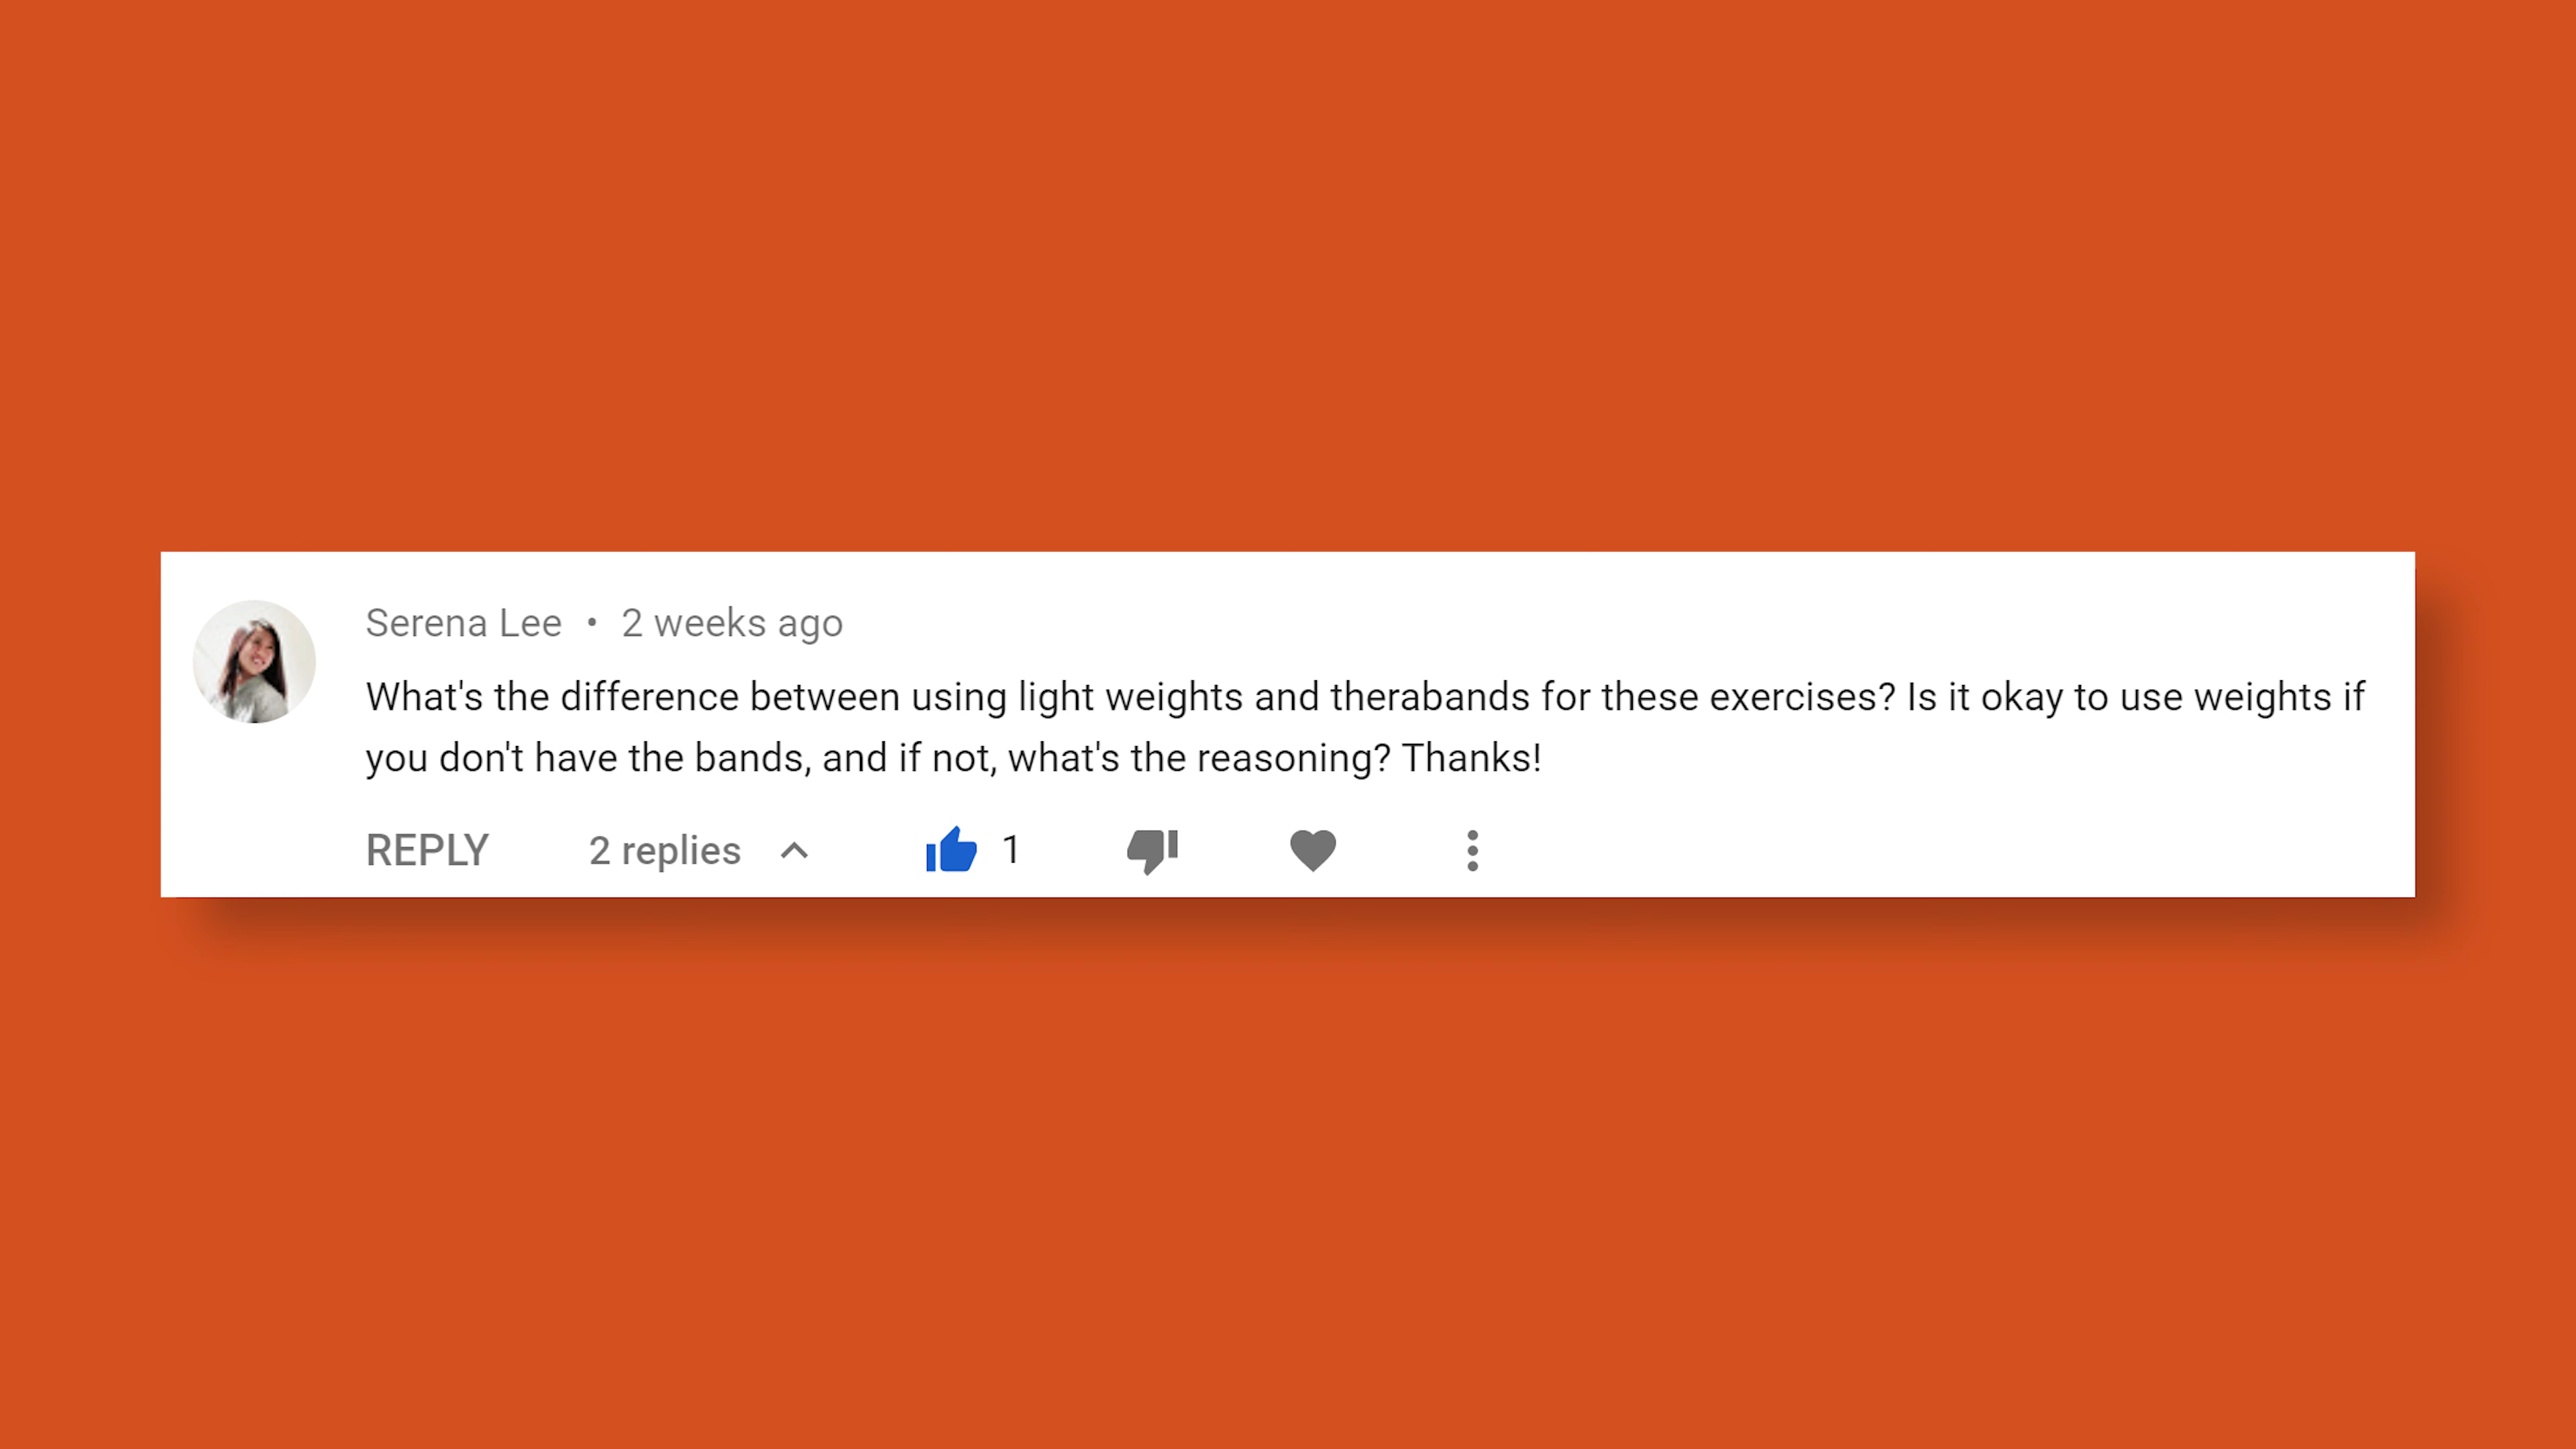 Serena Lee • 2 weeks ago
What's the difference between using light weights and therabands for these exercises? Is it okay to use weights if
you don't have the bands, and if not, what's the reasoning? Thanks!
REPLY 2 replies 1